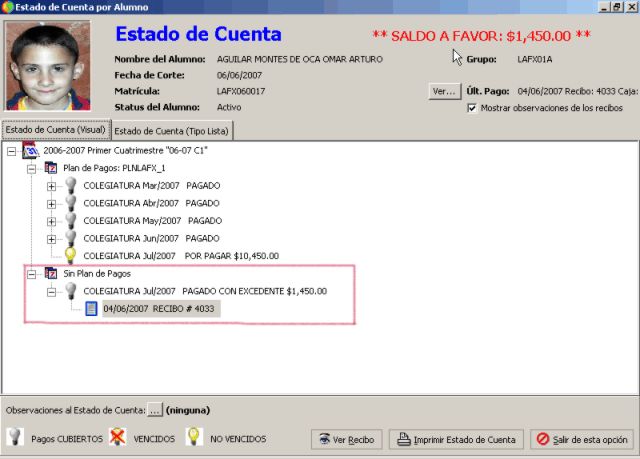 Estado de Cuenta por Alumno
Estado de Cuenta
** SALDO A FAVOR: $1,450.00 **
Nombre del Alumno: AGUILAR MONTES DE OCA OMAR ARTURO
Grupo: LAFX01A
Fecha de Corte: 06/06/2007
Matrícula: LAFX060017
Ver... Últ. Pago: 04/06/2007 Recibo: 4033 Caja:
Status del Alumno: Activo
Mostrar observaciones de los recibos
Estado de Cuenta (Visual) Estado de Cuenta (Tipo Lista)
2006-2007 Primer Cuatrimestre "06-07 C1"
Plan de Pagos: PLNLAFX_1
COLEGIATURA Mar/2007 PAGADO
COLEGIATURA Abr/2007 PAGADO
COLEGIATURA May/2007 PAGADO
COLEGIATURA Jun/2007 PAGADO
COLEGIATURA Jul/2007 POR PAGAR $10,450.00
Sin Plan de Pagos
COLEGIATURA Jul/2007 PAGADO CON EXCEDENTE $1,450.00
04/06/2007 RECIBO # 4033
Observaciones al Estado de Cuenta: ... (ninguna)
Pagos CUBIERTOS VENCIDOS NO VENCIDOS Ver Recibo Imprimir Estado de Cuenta Salir de esta opción